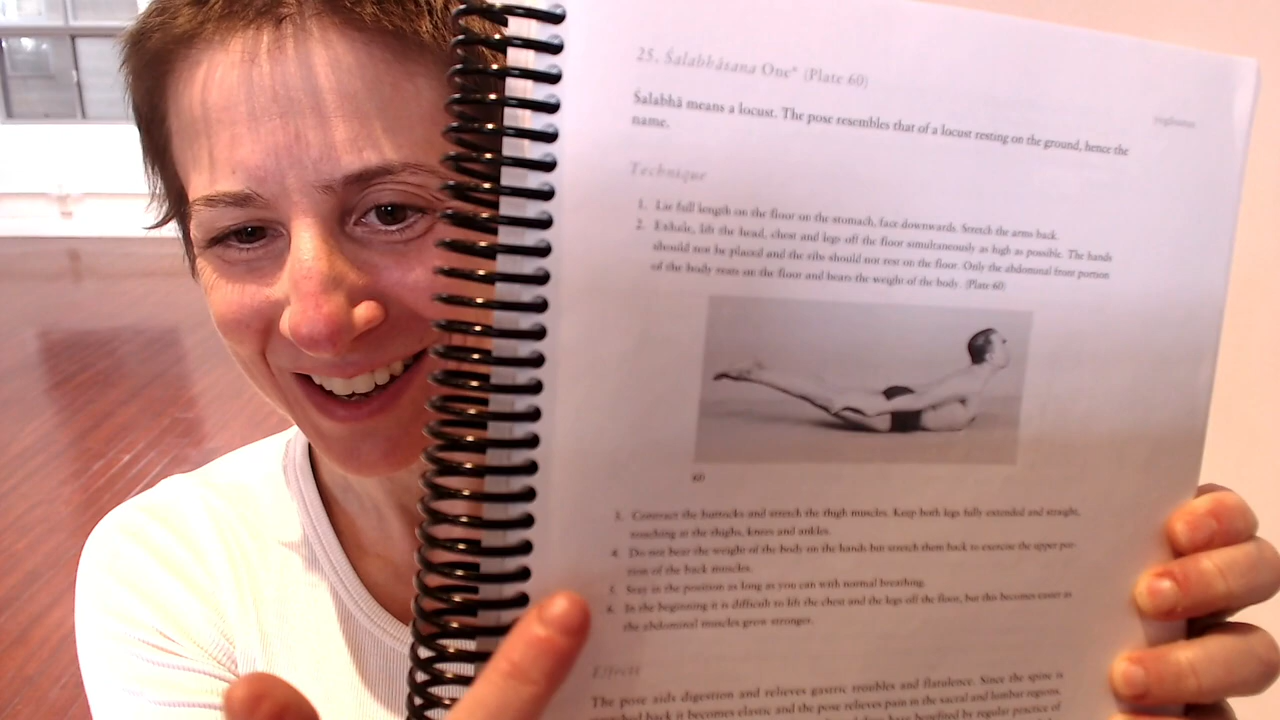 25. Śalabhāsana One* (Plate 60)
Śalabhā means a locust. The pose resembles that of a locust resting on the ground, hence the
name.
Technique
1. Lie full length on the floor on the stomach, face downwards. Stretch the arms back.
2. Exhale, lift the head, chest and legs off the floor simultaneously as high as possible. The hands
should not be placed and the ribs should not rest on the floor. Only the abdominal front portion
of the body rests on the floor and bears the weight of the body. (Plate 60)
60
3. Contract the buttocks and stretch the thigh muscles. Keep both legs fully extended and straight,
touching at the thighs, knees and ankles.
4. Do not bear the weight of the body on the hands but stretch them back to exercise the upper por-
tion of the back muscles.
5. Stay in the position as long as you can with normal breathing.
6. In the beginning it is difficult to lift the chest and the legs off the floor, but this becomes easier as
the abdominal muscles grow stronger.
Effects
The pose aids digestion and relieves gastric troubles and flatulence. Since the spine is
stretched back it becomes elastic and the pose relieves pain in the sacral and lumbar regions.
have benefited by regular practice of